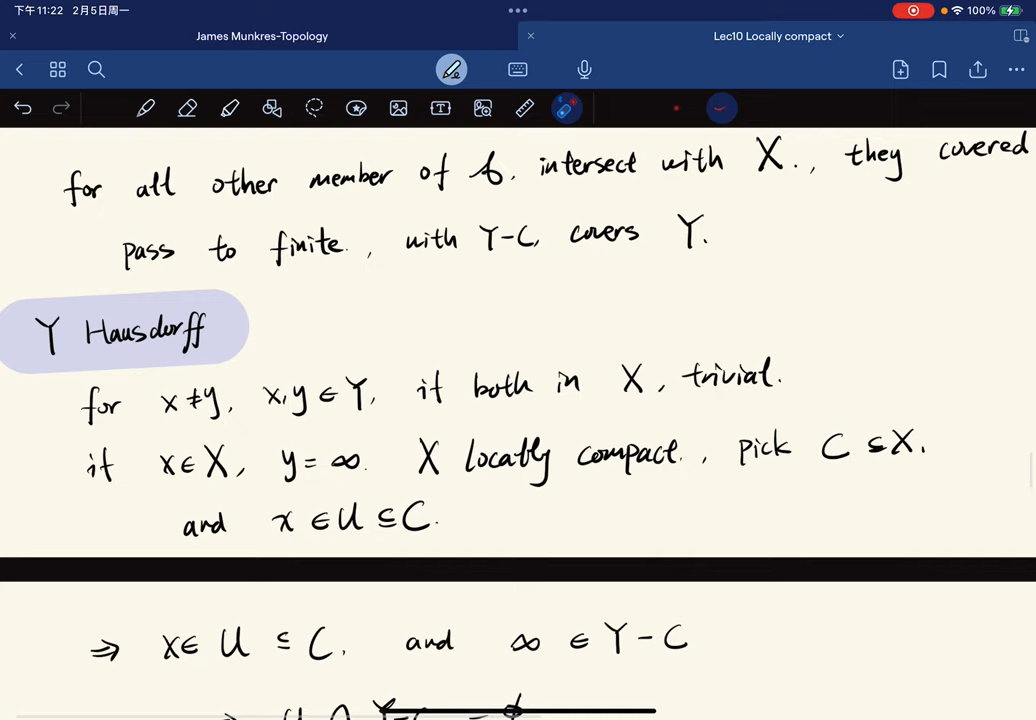 下午11:22 2月5日周一
100%
James Munkres-Topology
Lec10 Locally compact
for all other member of 𝒜. intersect with X., they covered
pass to finite., with Y-C, covers Y.
Y Hausdorff
for x≠y, x,y ∈ Y, if both in X, trivial.
if x∈X, y=∞. X locally compact., pick C ⊆ X.
and x ∈ U ⊆ C.
⇒ x∈ U ⊆ C, and ∞ ∈ Y-C
⇒ U ∩ Y-C = ϕ